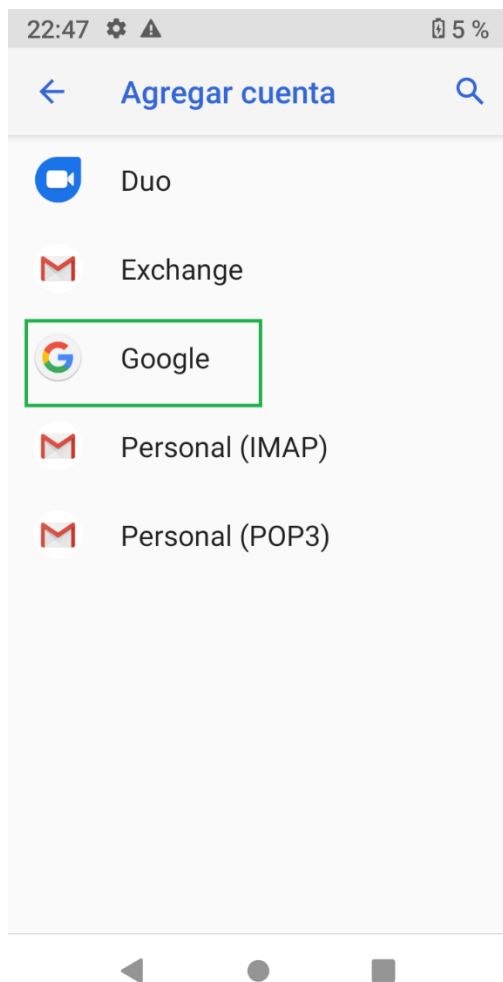 22:47 5 %
Agregar cuenta
Duo
Exchange
Google
Personal (IMAP)
Personal (POP3)